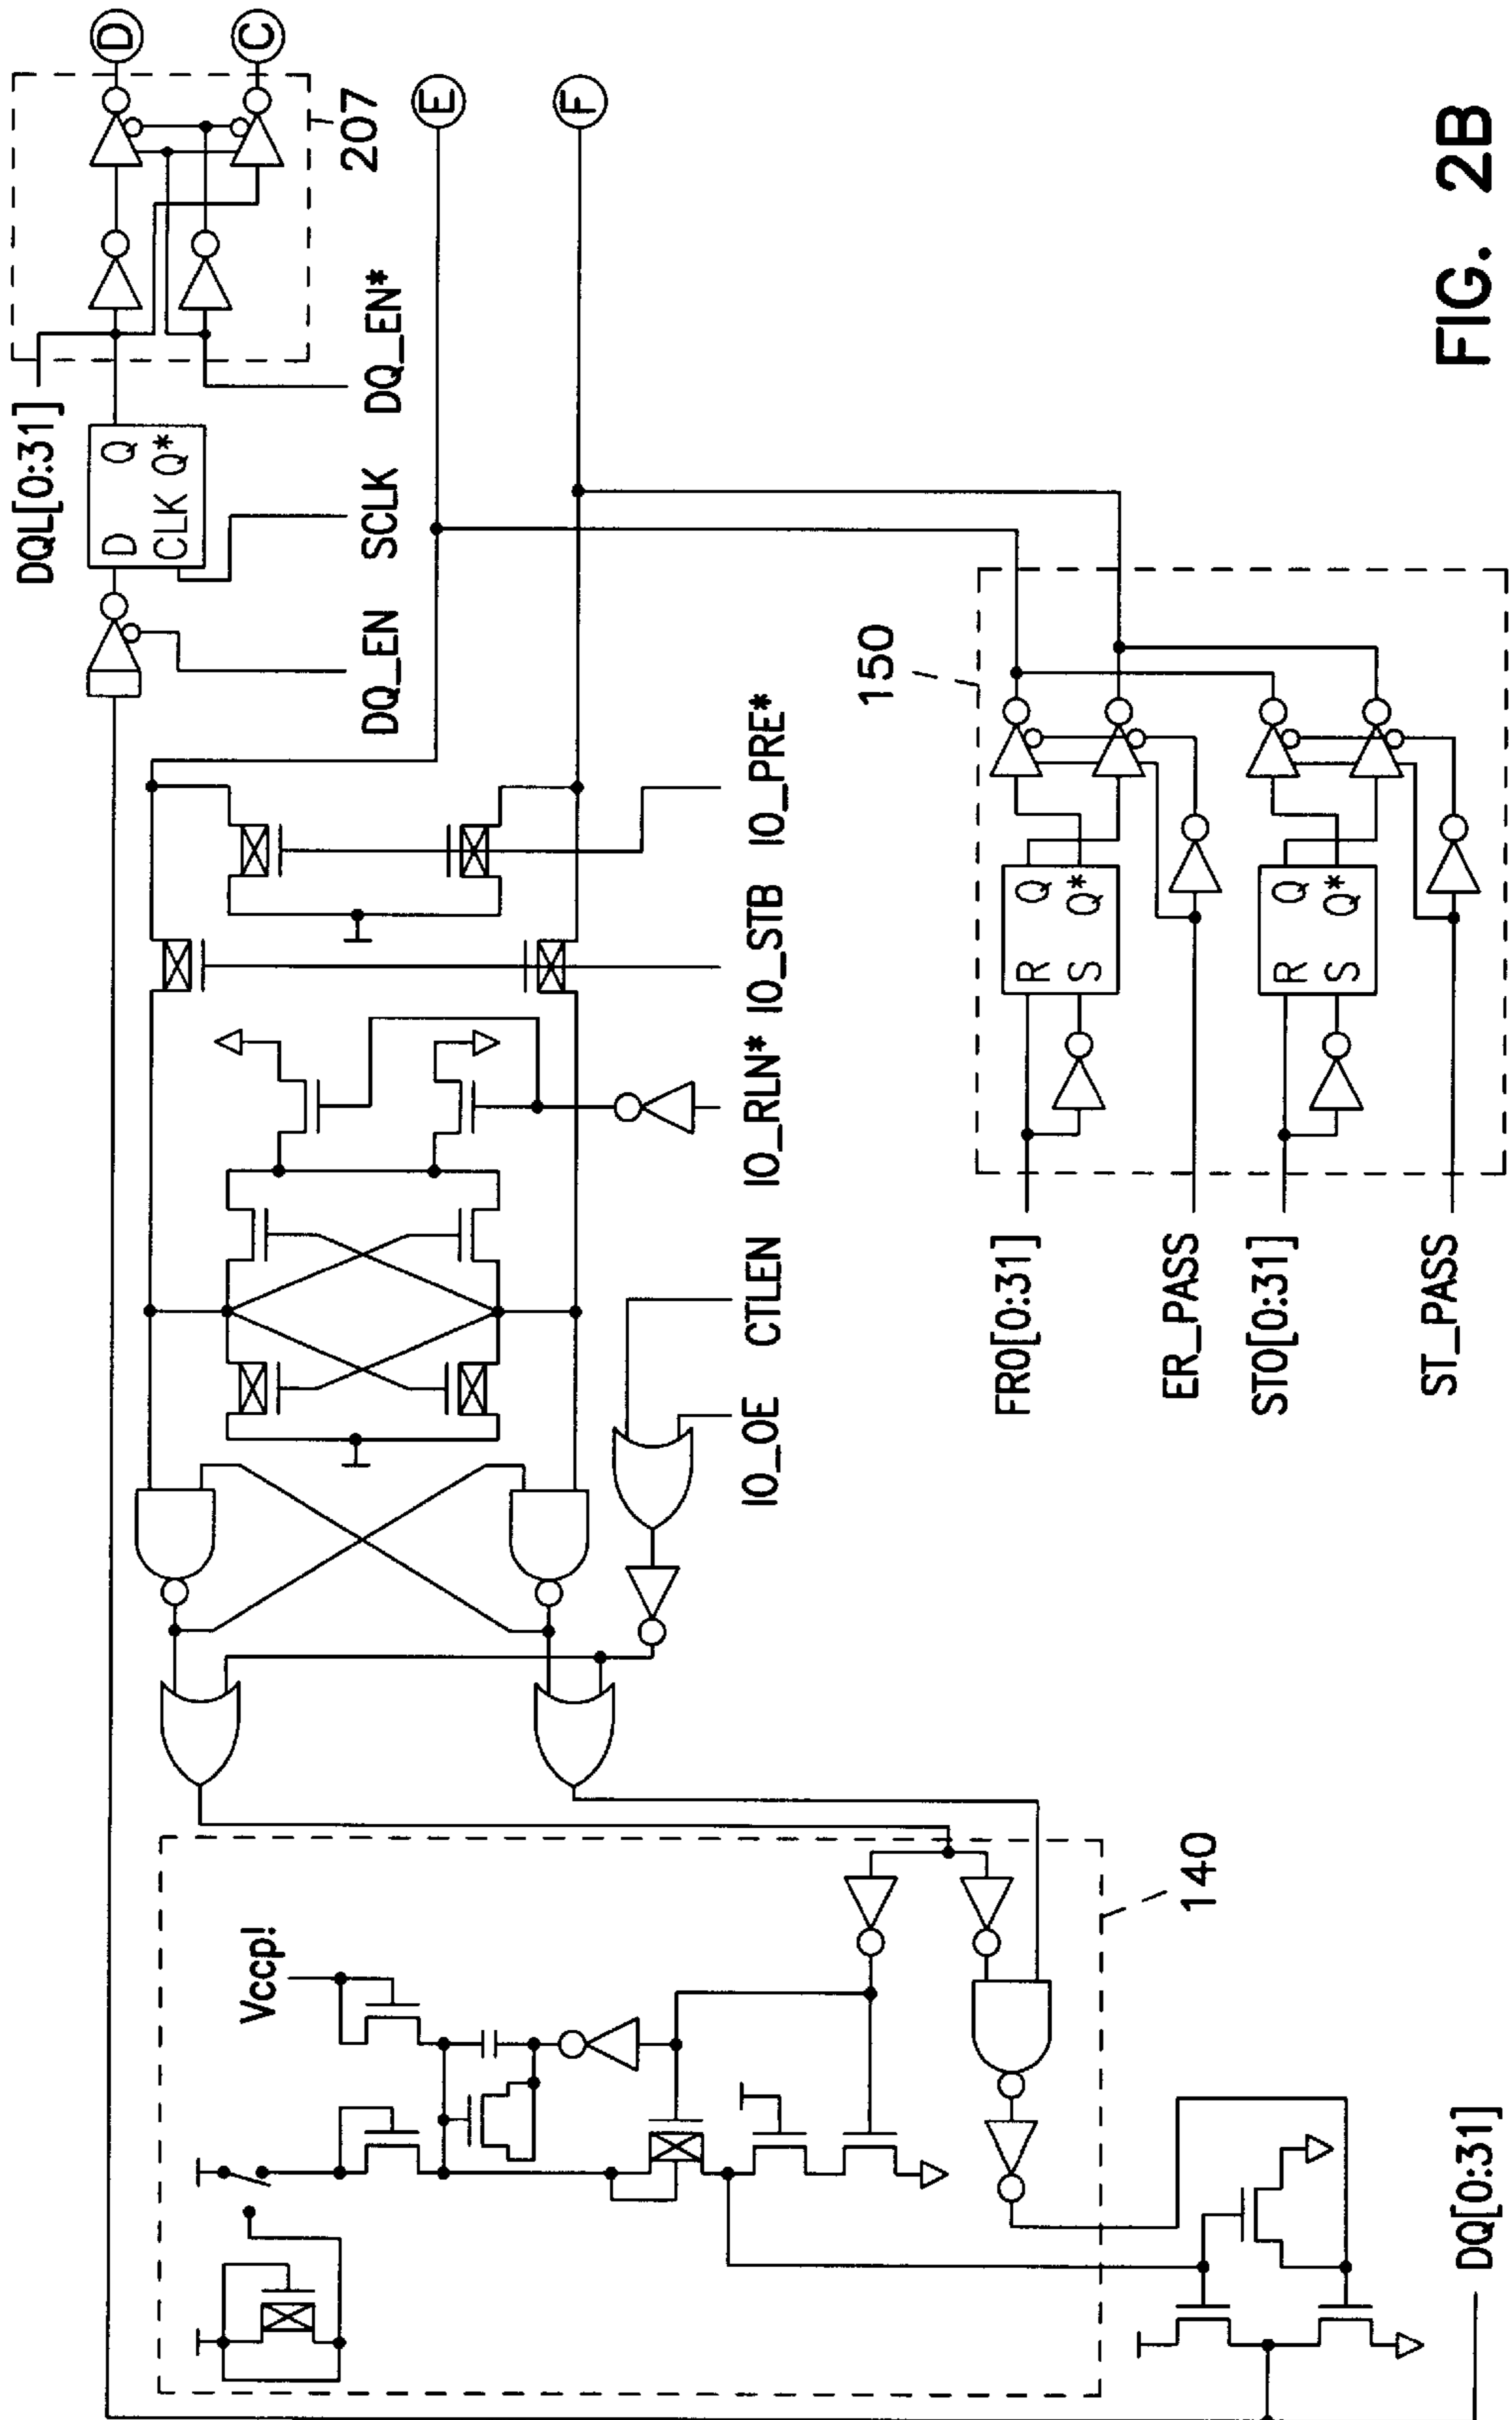 D
C
207
DQL[0:31]
D Q
CLK Q*
DQ_EN*
SCLK
DQ_EN
E
F
IO_PRE*
IO_STB
IO_RLN*
CTLEN
IO_OE
150
R Q
S Q*
R Q
S Q*
FRO[0:31]
ER_PASS
STO[0:31]
ST_PASS
Vccp!
140
DQ[0:31]
FIG. 2B